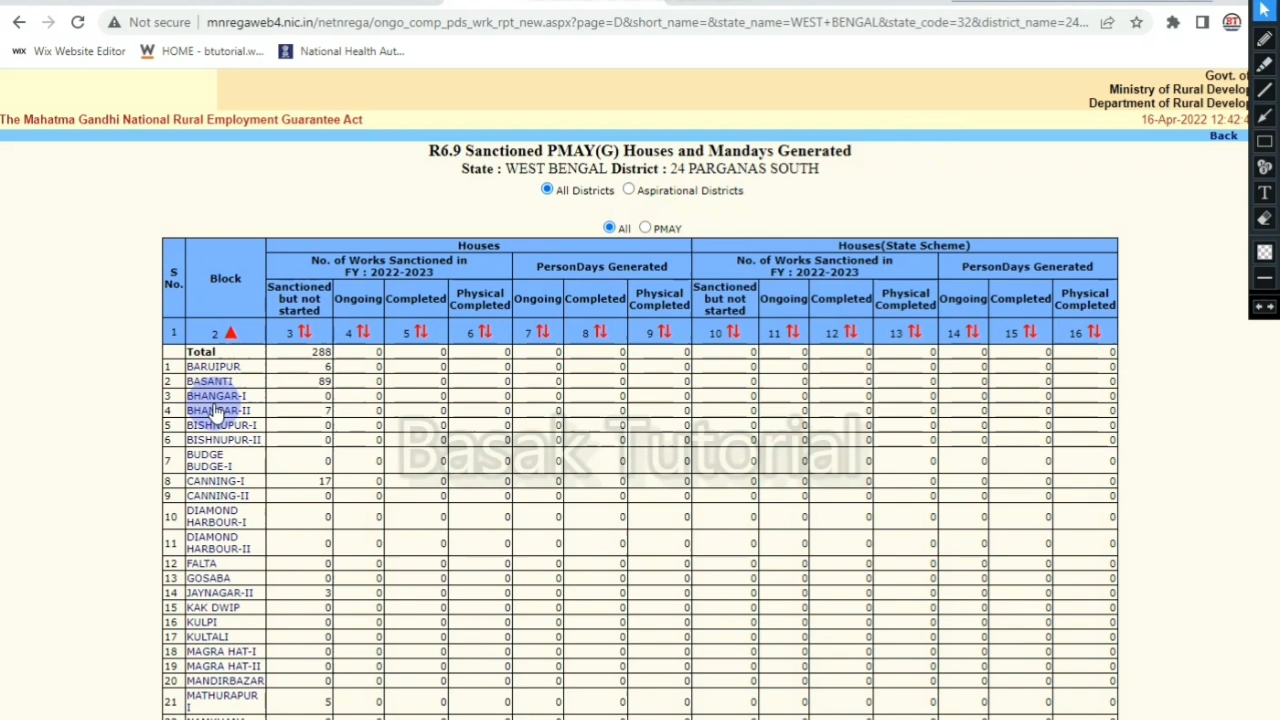 Not secure | mnregaweb4.nic.in/netnrega/ongo_comp_pds_wrk_rpt_new.aspx?page=D&short_name=&state_name=WEST+BENGAL&state_code=32&district_name=24...
WIX Wix Website Editor W HOME - btutorial.w... National Health Aut...
Govt. of
Ministry of Rural Develop
Department of Rural Develop
The Mahatma Gandhi National Rural Employment Guarantee Act 16-Apr-2022 12:42:4
Back
R6.9 Sanctioned PMAY(G) Houses and Mandays Generated
State : WEST BENGAL District : 24 PARGANAS SOUTH
All Districts Aspirational Districts
All PMAY
S No. Block Houses Houses(State Scheme)
No. of Works Sanctioned in FY : 2022-2023 PersonDays Generated No. of Works Sanctioned in FY : 2022-2023 PersonDays Generated
Sanctioned but not started Ongoing Completed Physical Completed Ongoing Completed Physical Completed Sanctioned but not started Ongoing Completed Physical Completed Ongoing Completed Physical Completed
1 2 3 4 5 6 7 8 9 10 11 12 13 14 15 16
Total 288 0 0 0 0 0 0 0 0 0 0 0 0 0
1 BARUIPUR 6 0 0 0 0 0 0 0 0 0 0 0 0 0
2 BASANTI 89 0 0 0 0 0 0 0 0 0 0 0 0 0
3 BHANGAR-I 0 0 0 0 0 0 0 0 0 0 0 0 0 0
4 BHANGAR-II 7 0 0 0 0 0 0 0 0 0 0 0 0 0
5 BISHNUPUR-I 0 0 0 0 0 0 0 0 0 0 0 0 0 0
6 BISHNUPUR-II 0 0 0 0 0 0 0 0 0 0 0 0 0 0
7 BUDGE BUDGE-I 0 0 0 0 0 0 0 0 0 0 0 0 0 0
Basak Tutorial
8 CANNING-I 17 0 0 0 0 0 0 0 0 0 0 0 0 0
9 CANNING-II 0 0 0 0 0 0 0 0 0 0 0 0 0 0
10 DIAMOND HARBOUR-I 0 0 0 0 0 0 0 0 0 0 0 0 0 0
11 DIAMOND HARBOUR-II 0 0 0 0 0 0 0 0 0 0 0 0 0 0
12 FALTA 0 0 0 0 0 0 0 0 0 0 0 0 0 0
13 GOSABA 0 0 0 0 0 0 0 0 0 0 0 0 0 0
14 JAYNAGAR-II 3 0 0 0 0 0 0 0 0 0 0 0 0 0
15 KAK DWIP 0 0 0 0 0 0 0 0 0 0 0 0 0 0
16 KULPI 0 0 0 0 0 0 0 0 0 0 0 0 0 0
17 KULTALI 0 0 0 0 0 0 0 0 0 0 0 0 0 0
18 MAGRA HAT-I 0 0 0 0 0 0 0 0 0 0 0 0 0 0
19 MAGRA HAT-II 0 0 0 0 0 0 0 0 0 0 0 0 0 0
20 MANDIRBAZAR 0 0 0 0 0 0 0 0 0 0 0 0 0 0
21 MATHURAPUR I 5 0 0 0 0 0 0 0 0 0 0 0 0 0